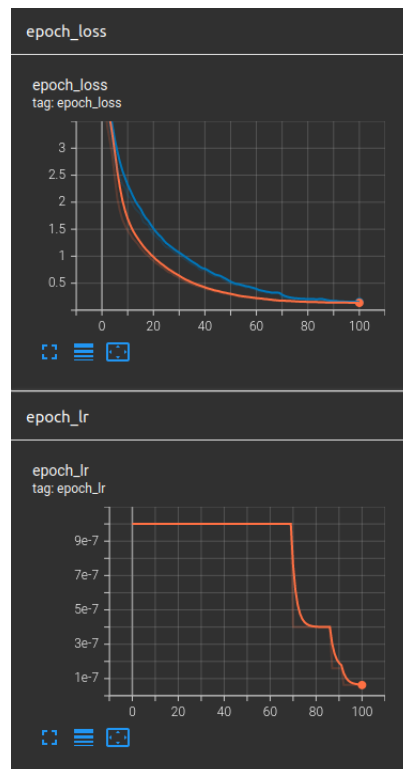 epoch_loss
epoch_loss
tag: epoch_loss
3
2.5
2
1.5
1
0.5
0 20 40 60 80 100
epoch_lr
epoch_lr
tag: epoch_lr
9e-7
7e-7
5e-7
3e-7
1e-7
0 20 40 60 80 100